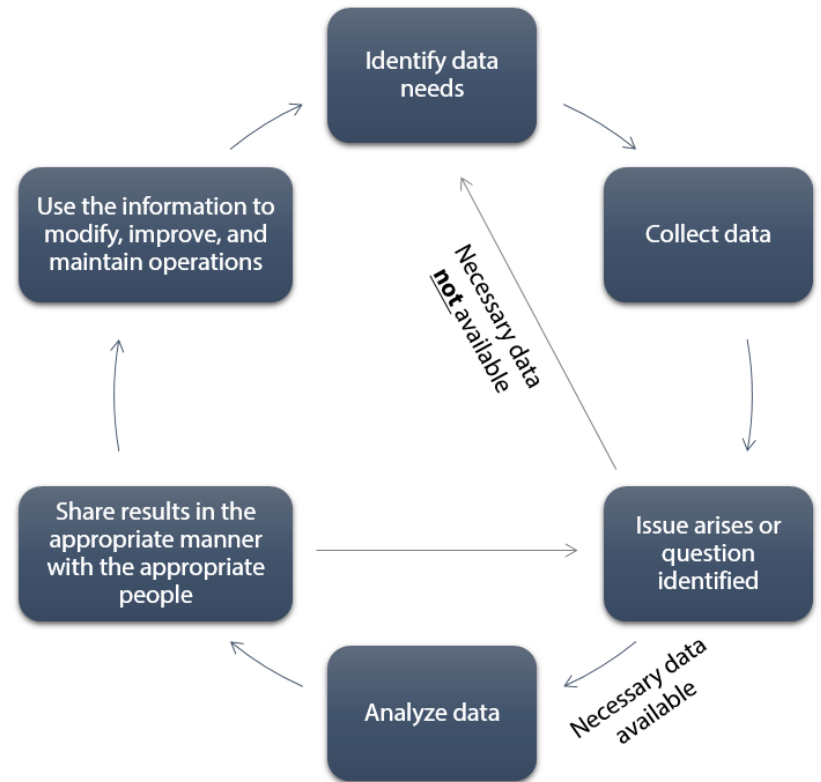 Identify data
needs
Use the information to
modify, improve, and
maintain operations
Collect data
Necessary data
not available
Share results in the
appropriate manner
with the appropriate
people
Issue arises or
question
identified
Analyze data
Necessary data
available